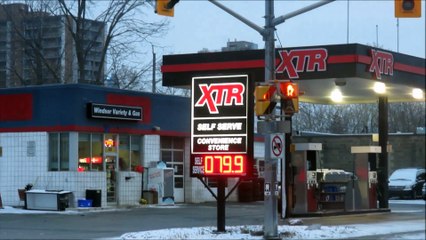 XTR
XTR
Windsor Variety & Gas
XTR
SELF SERVE
CONVENIENCE
STORE
079.9